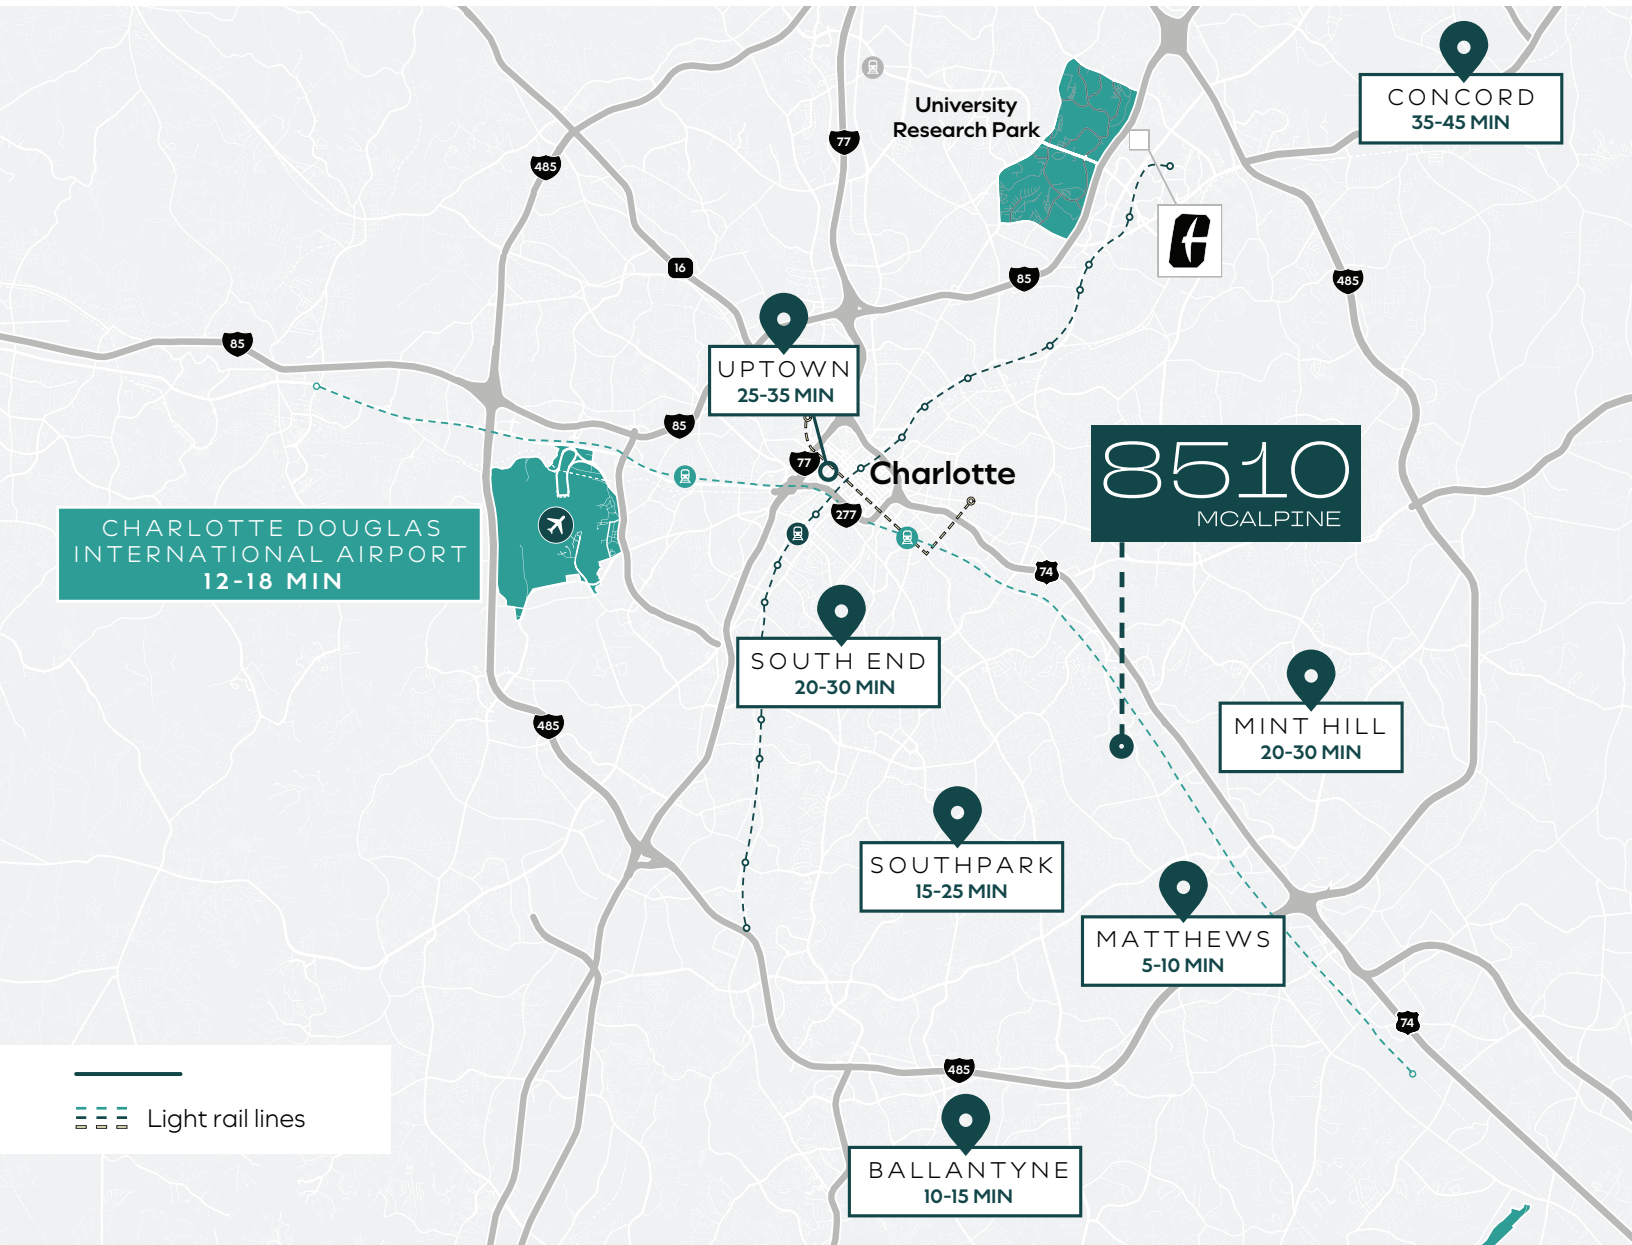 CONCORD
35-45 MIN
University
Research Park
77
485
16
85
485
85
UPTOWN
25-35 MIN
85
77
Charlotte
277
8510
MCALPINE
CHARLOTTE DOUGLAS
INTERNATIONAL AIRPORT
12-18 MIN
74
SOUTH END
20-30 MIN
MINT HILL
20-30 MIN
485
SOUTHPARK
15-25 MIN
MATTHEWS
5-10 MIN
74
485
Light rail lines
BALLANTYNE
10-15 MIN